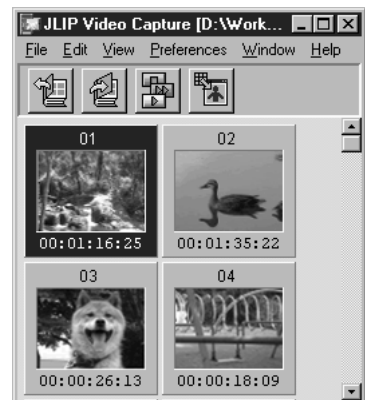 JLIP Video Capture [D:\Work...
File Edit View Preferences Window Help
01 02
00:01:16:25 00:01:35:22
03 04
00:00:26:13 00:00:18:09